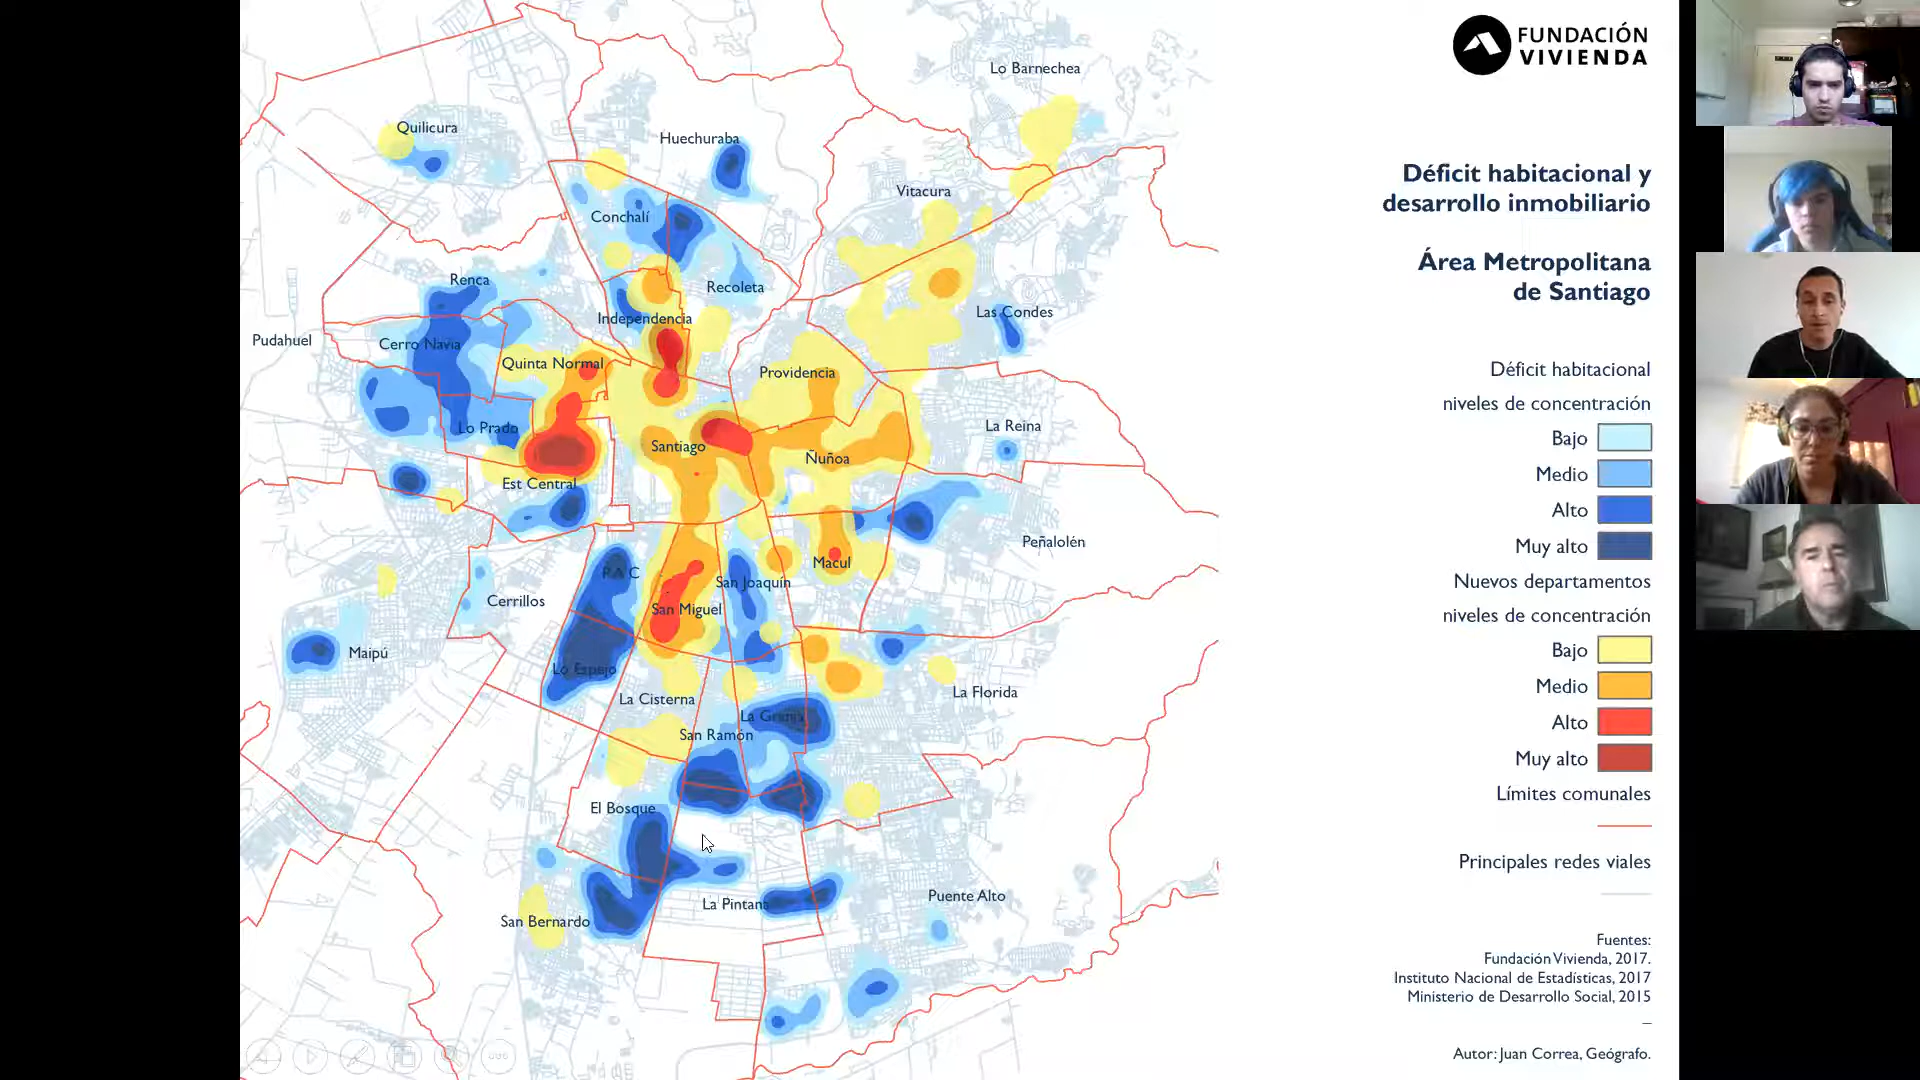 FUNDACIÓN
VIVIENDA
Déficit habitacional y
desarrollo inmobiliario
Área Metropolitana
de Santiago
Déficit habitacional
niveles de concentración
Bajo
Medio
Alto
Muy alto
Nuevos departamentos
niveles de concentración
Bajo
Medio
Alto
Muy alto
Límites comunales
Principales redes viales
Fuentes:
Fundación Vivienda, 2017.
Instituto Nacional de Estadísticas, 2017
Ministerio de Desarrollo Social, 2015
–
Autor: Juan Correa, Geógrafo.
Lo Barnechea
Quilicura
Huechuraba
Vitacura
Conchalí
Renca
Recoleta
Las Condes
Independencia
Pudahuel
Cerro Navia
Quinta Normal
Providencia
Lo Prado
La Reina
Santiago
Ñuñoa
Est Central
Peñalolén
Macul
P.A.C
San Joaquín
Cerrillos
San Miguel
Maipú
Lo Espejo
La Cisterna
La Florida
La Granja
San Ramón
El Bosque
La Pintana
Puente Alto
San Bernardo